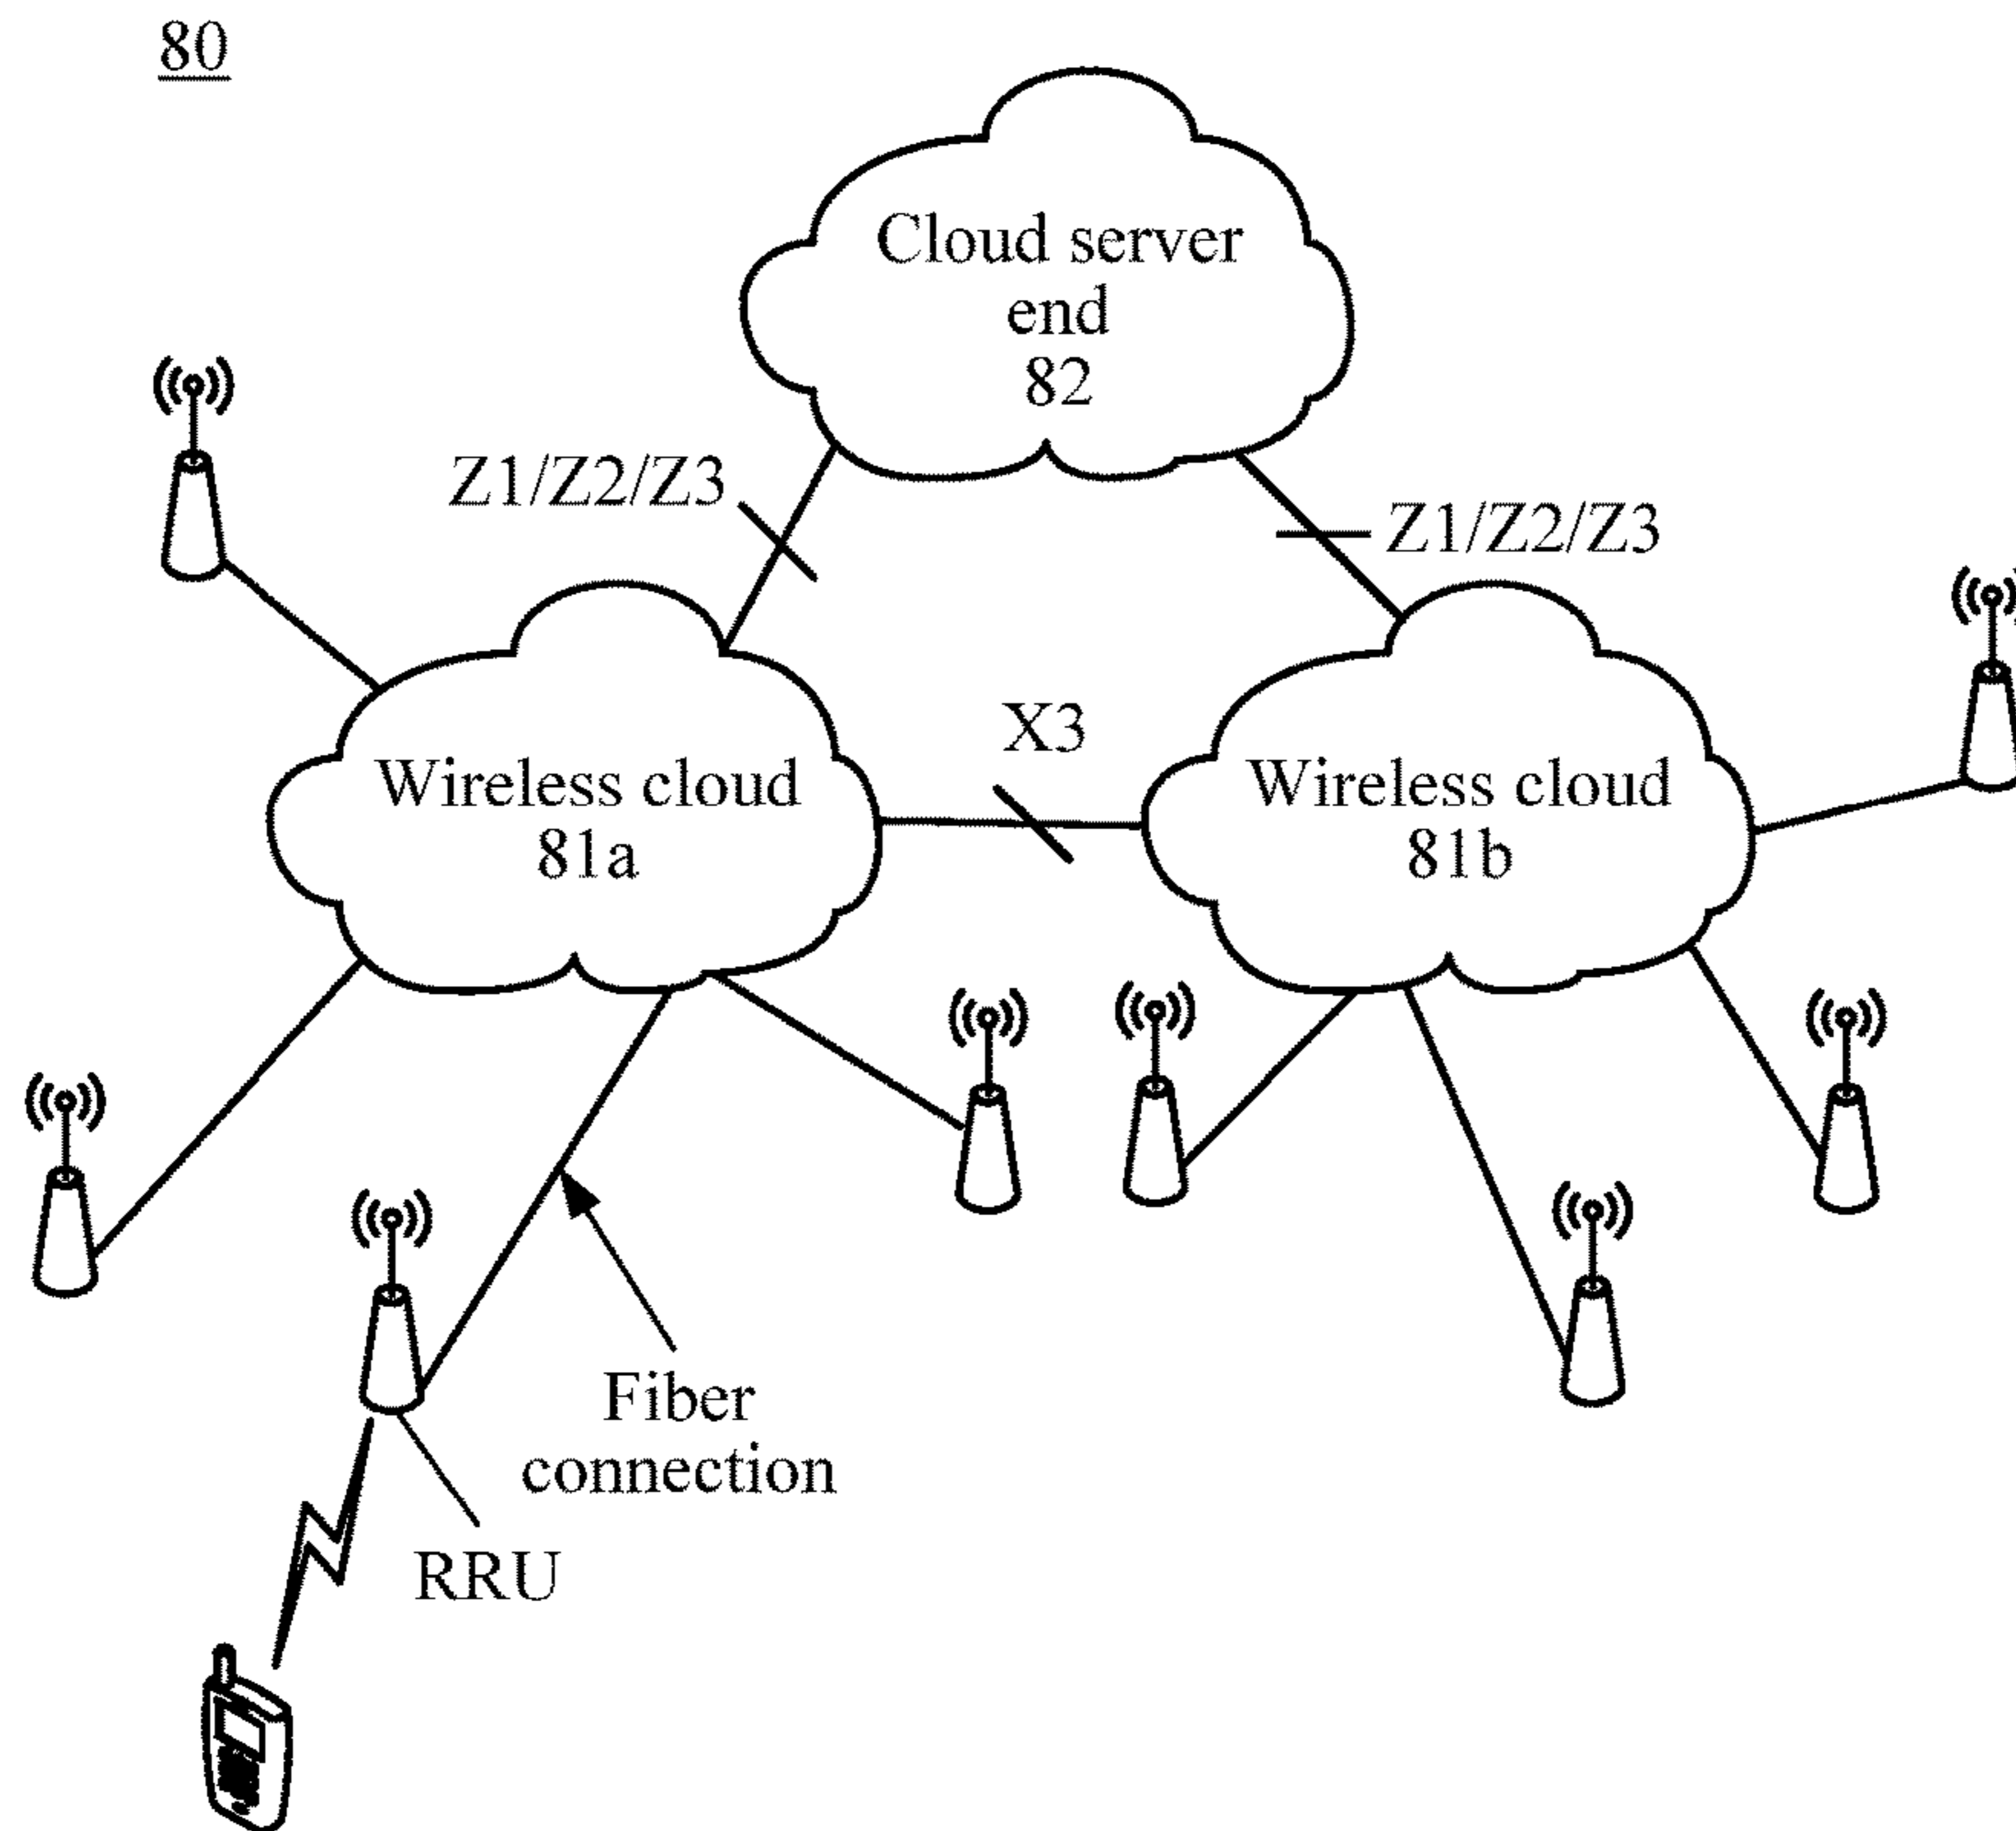 80
Cloud server
end
82
Z1/Z2/Z3
Z1/Z2/Z3
X3
Wireless cloud
81a
Wireless cloud
81b
Fiber
connection
RRU